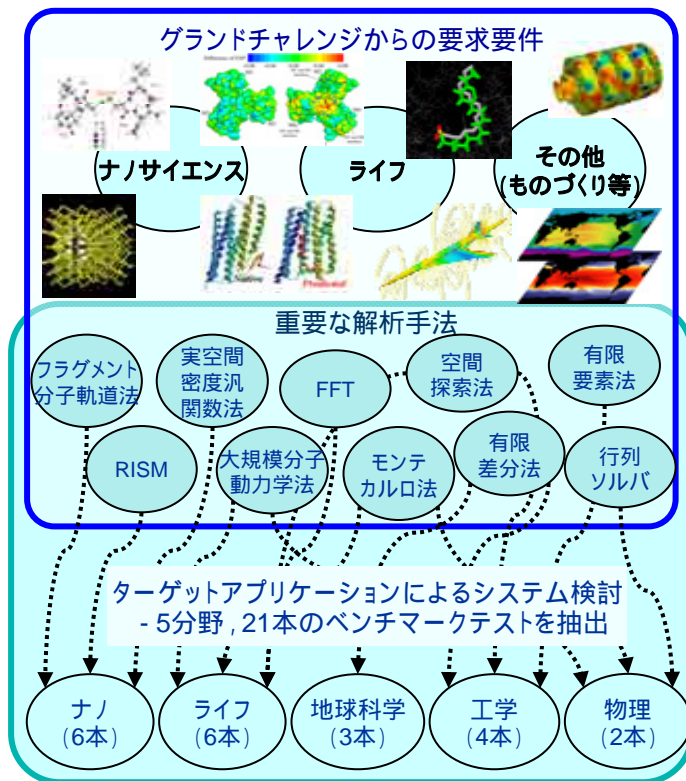 グランドチャレンジからの要求要件
ナノサイエンス
ライフ
その他
(ものづくり等)
重要な解析手法
フラグメント
分子軌道法
実空間
密度汎
関数法
FFT
空間
探索法
有限
要素法
RISM
大規模分子
動力学法
モンテ
カルロ法
有限
差分法
行列
ソルバ
ターゲットアプリケーションによるシステム検討
- 5分野 , 21本のベンチマークテストを抽出
ナノ
(6本)
ライフ
(6本)
地球科学
(3本)
工学
(4本)
物理
(2本)